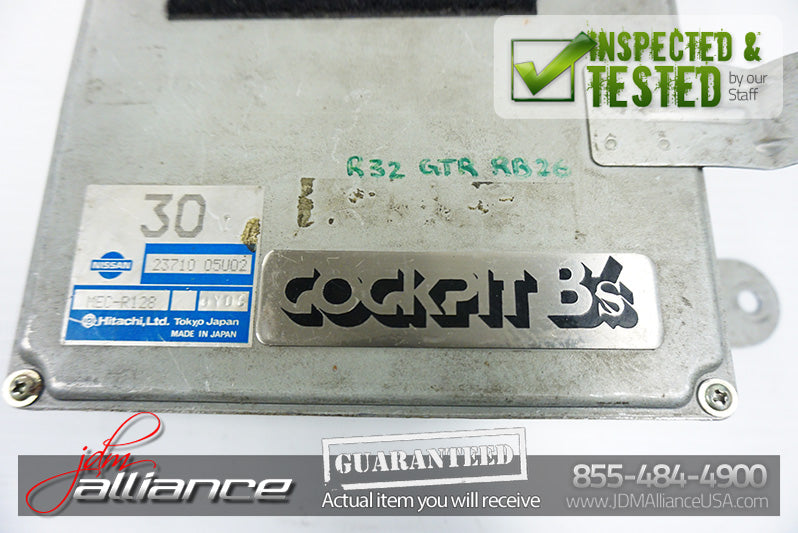 INSPECTED &
TESTED
by our
Staff
R32 GTR RB26
30
NISSAN
23710 05U02
MEC-R128
Hitachi,Ltd. Tokyo Japan
MADE IN JAPAN
COCKPIT B's
jdm
alliance
GUARANTEED
Actual item you will receive
855-484-4900
www.JDMAllianceUSA.com